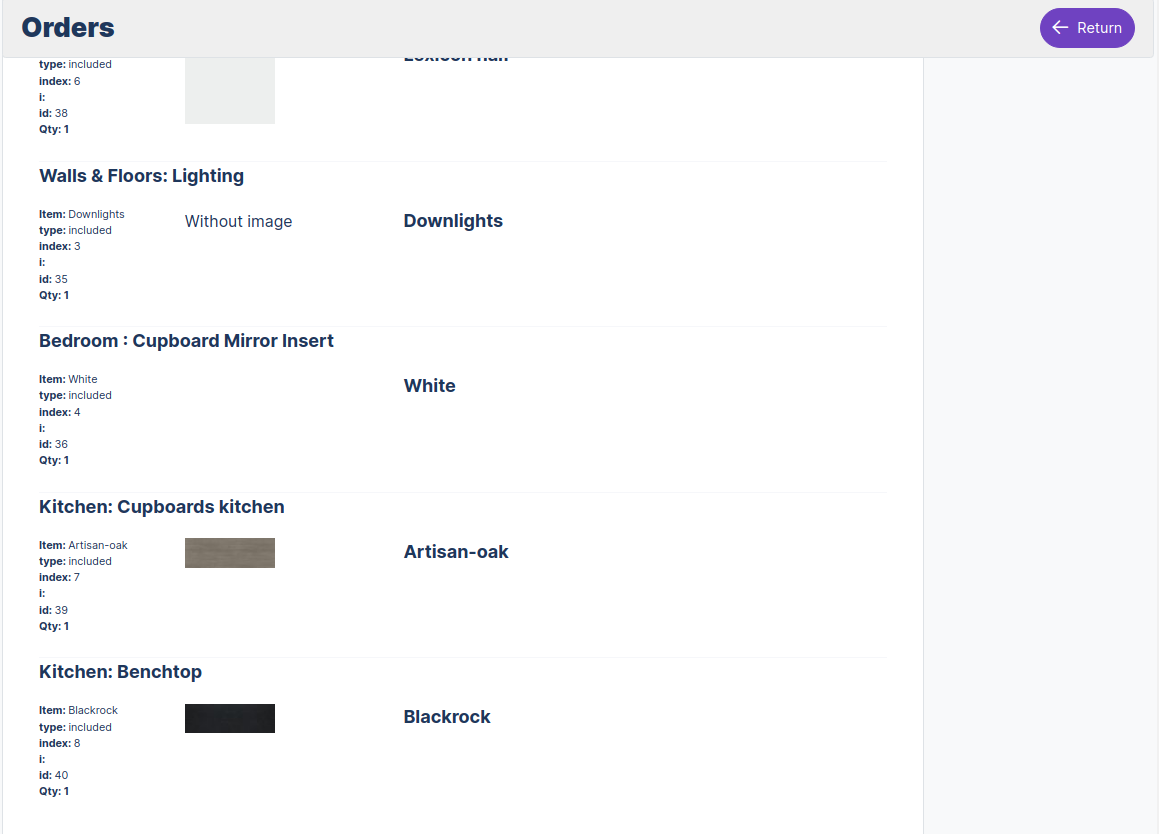 Orders
Return
type: included
index: 6
i:
id: 38
Qty: 1
Walls & Floors: Lighting
Item: Downlights
type: included
index: 3
i:
id: 35
Qty: 1
Without image
Downlights
Bedroom : Cupboard Mirror Insert
Item: White
type: included
index: 4
i:
id: 36
Qty: 1
White
Kitchen: Cupboards kitchen
Item: Artisan-oak
type: included
index: 7
i:
id: 39
Qty: 1
Artisan-oak
Kitchen: Benchtop
Item: Blackrock
type: included
index: 8
i:
id: 40
Qty: 1
Blackrock